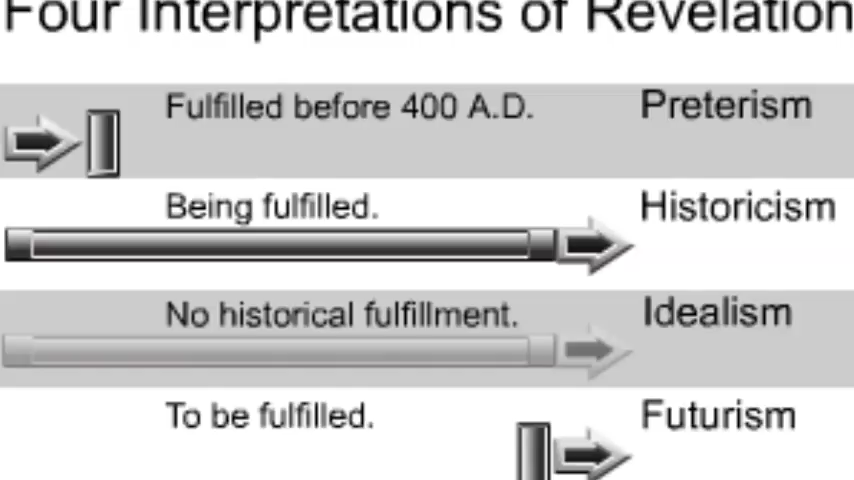 Four Interpretations of Revelation
Fulfilled before 400 A.D. Preterism
Being fulfilled. Historicism
No historical fulfillment. Idealism
To be fulfilled. Futurism